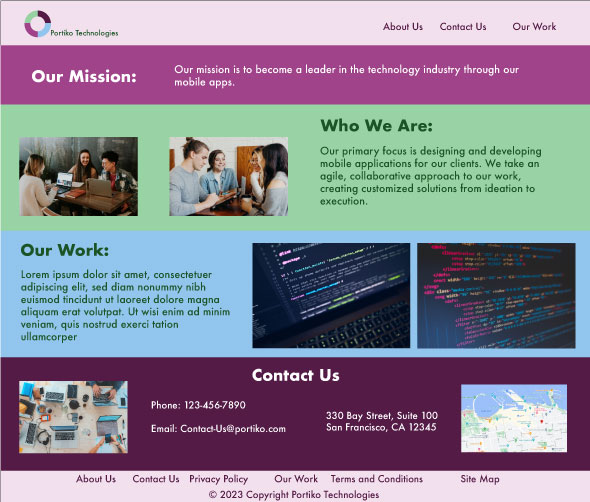 Portiko Technologies
About Us Contact Us Our Work
Our Mission:
Our mission is to become a leader in the technology industry through our
mobile apps.
Who We Are:
Our primary focus is designing and developing
mobile applications for our clients. We take an
agile, collaborative approach to our work,
creating customized solutions from ideation to
execution.
Our Work:
Lorem ipsum dolor sit amet, consectetuer
adipiscing elit, sed diam nonummy nibh
euismod tincidunt ut laoreet dolore magna
aliquam erat volutpat. Ut wisi enim ad minim
veniam, quis nostrud exerci tation
ullamcorper
Contact Us
Phone: 123-456-7890
Email: Contact-Us@portiko.com
330 Bay Street, Suite 100
San Francisco, CA 12345
About Us Contact Us Privacy Policy Our Work Terms and Conditions Site Map
© 2023 Copyright Portiko Technologies